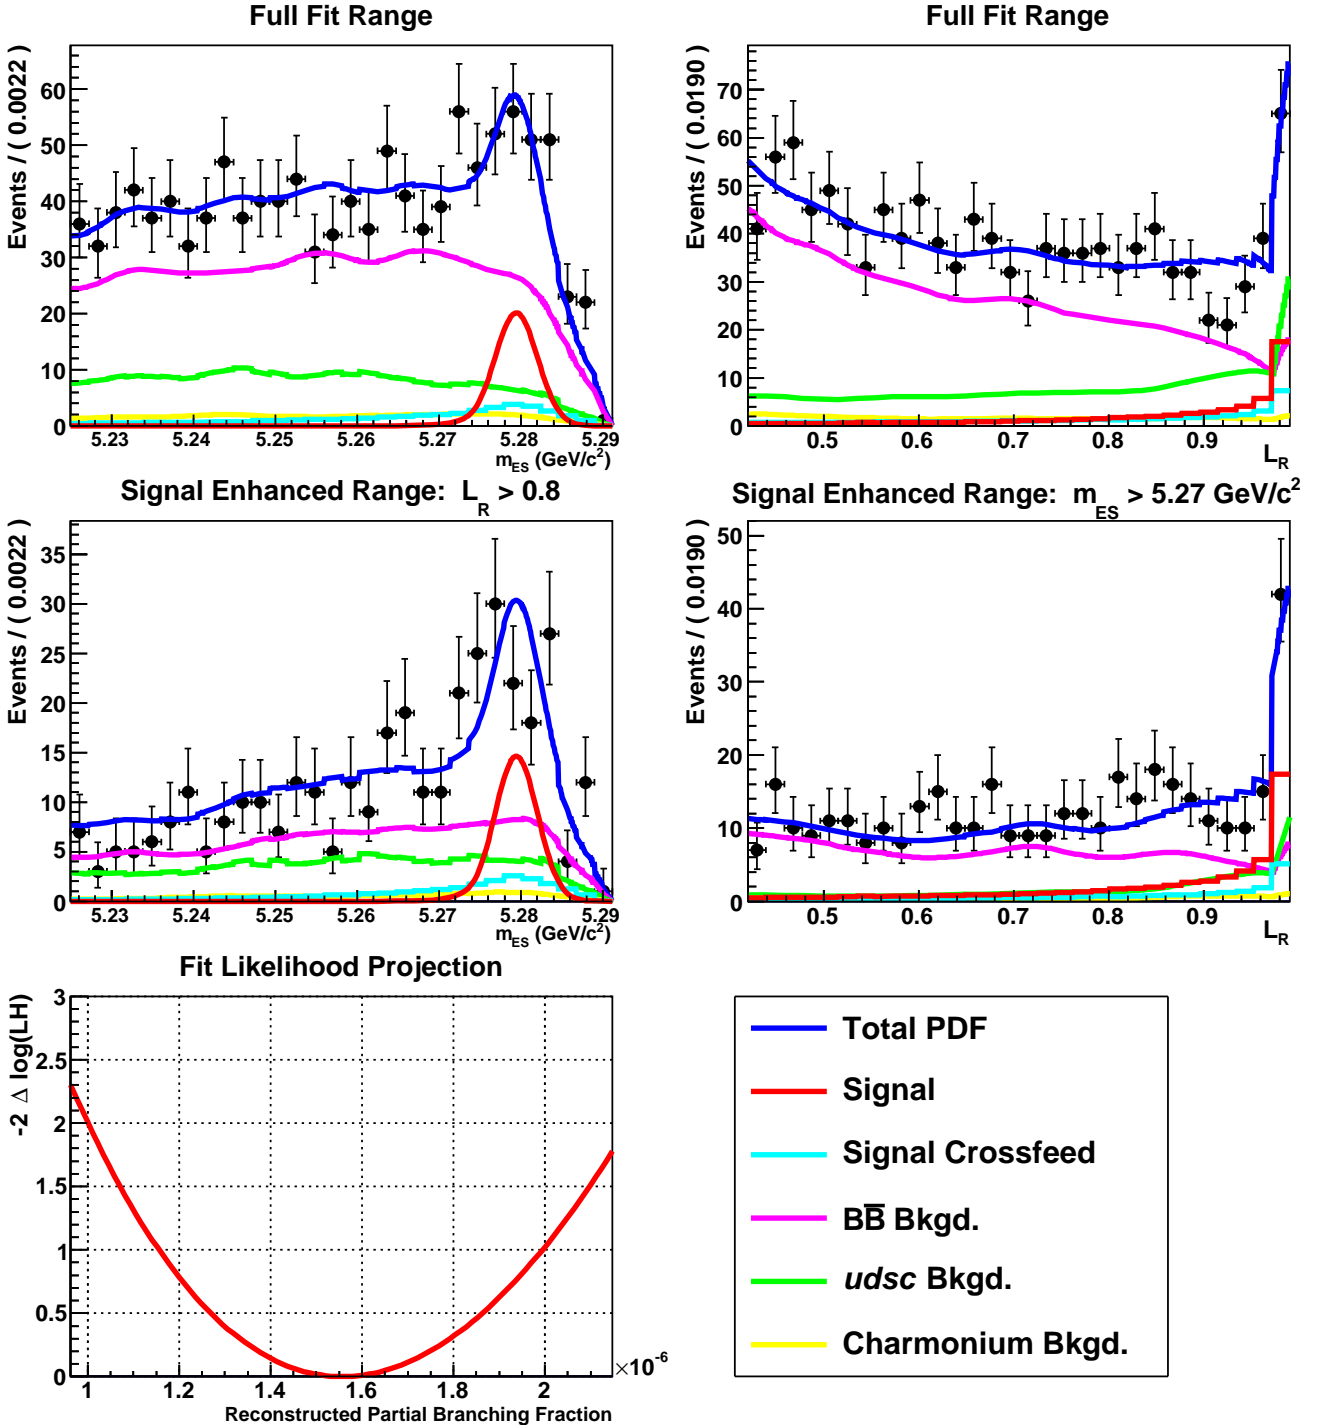 Full Fit Range
Events / ( 0.0022 )
60
50
40
30
20
10
0
5.23 5.24 5.25 5.26 5.27 5.28 5.29
m_ES (GeV/c²)
Full Fit Range
Events / ( 0.0190 )
70
60
50
40
30
20
10
0
0.5 0.6 0.7 0.8 0.9
L_R
Signal Enhanced Range: L_R > 0.8
Events / ( 0.0022 )
35
30
25
20
15
10
5
0
5.23 5.24 5.25 5.26 5.27 5.28 5.29
m_ES (GeV/c²)
Signal Enhanced Range: m_ES > 5.27 GeV/c²
Events / ( 0.0190 )
50
40
30
20
10
0
0.5 0.6 0.7 0.8 0.9
L_R
Fit Likelihood Projection
-2 Δ log(LH)
3
2.5
2
1.5
1
0.5
0
1 1.2 1.4 1.6 1.8 2
×10⁻⁶
Reconstructed Partial Branching Fraction
Total PDF
Signal
Signal Crossfeed
BB̅ Bkgd.
udsc Bkgd.
Charmonium Bkgd.